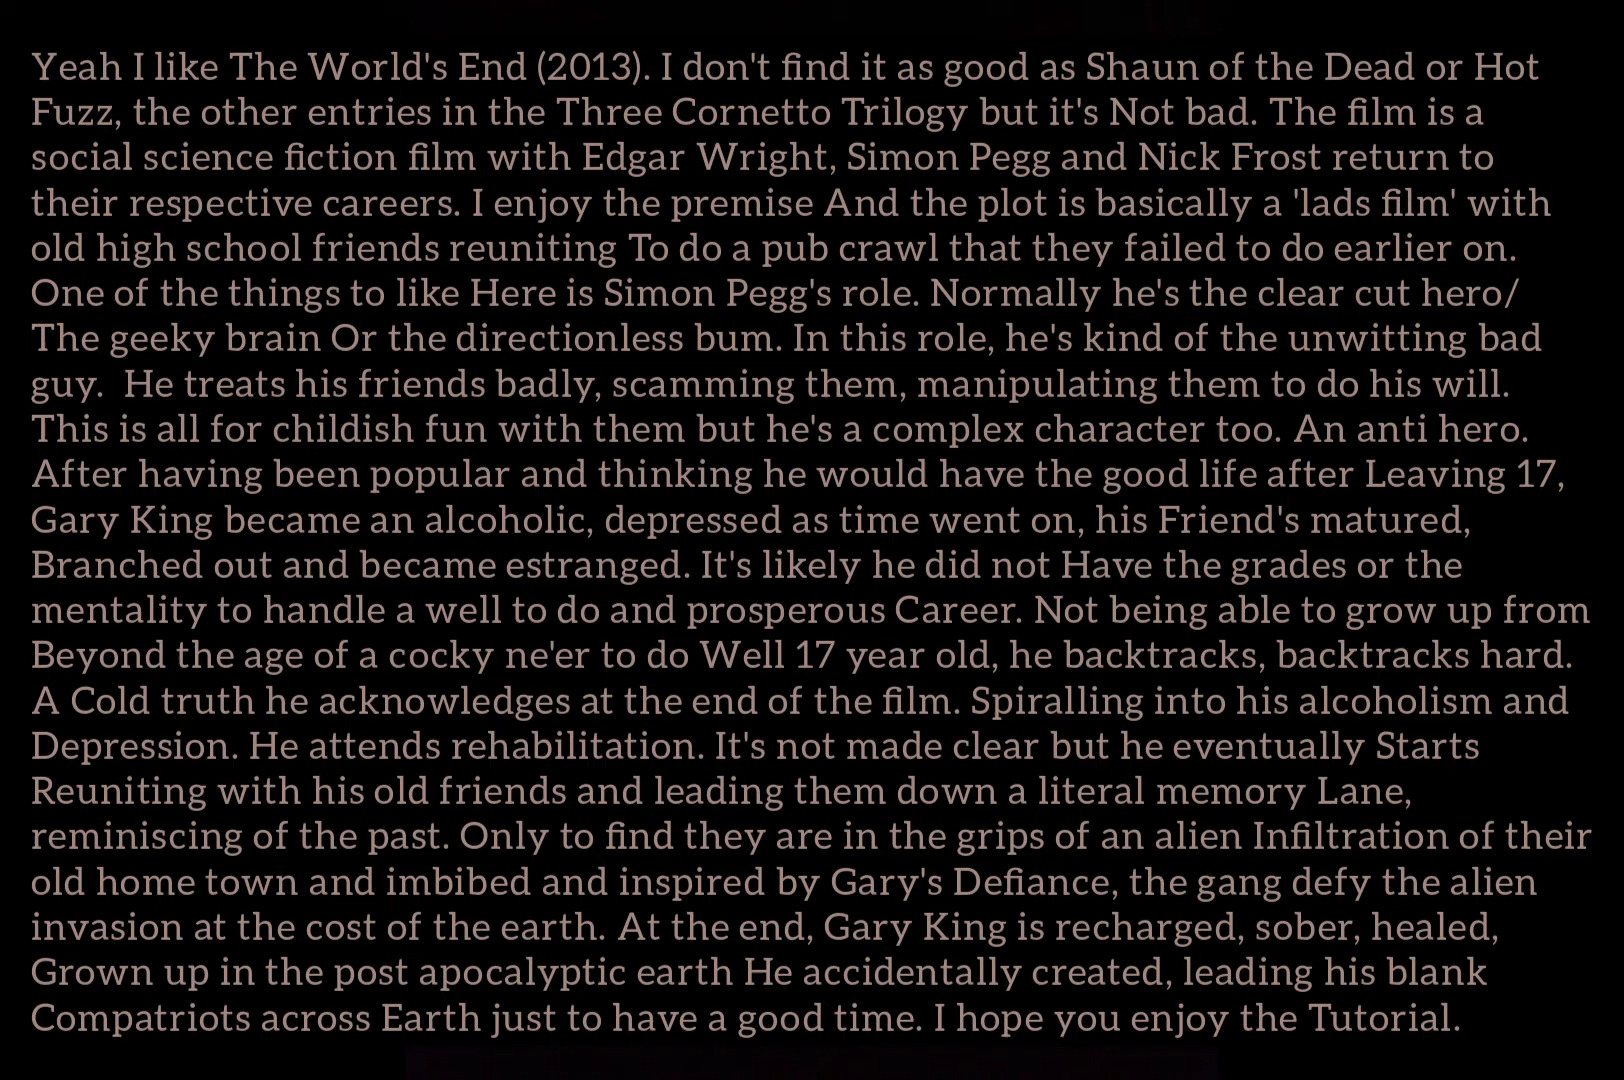 Yeah I like The World's End (2013). I don't find it as good as Shaun of the Dead or Hot
Fuzz, the other entries in the Three Cornetto Trilogy but it's Not bad. The film is a
social science fiction film with Edgar Wright, Simon Pegg and Nick Frost return to
their respective careers. I enjoy the premise And the plot is basically a 'lads film' with
old high school friends reuniting To do a pub crawl that they failed to do earlier on.
One of the things to like Here is Simon Pegg's role. Normally he's the clear cut hero/
The geeky brain Or the directionless bum. In this role, he's kind of the unwitting bad
guy.  He treats his friends badly, scamming them, manipulating them to do his will.
This is all for childish fun with them but he's a complex character too. An anti hero.
After having been popular and thinking he would have the good life after Leaving 17,
Gary King became an alcoholic, depressed as time went on, his Friend's matured,
Branched out and became estranged. It's likely he did not Have the grades or the
mentality to handle a well to do and prosperous Career. Not being able to grow up from
Beyond the age of a cocky ne'er to do Well 17 year old, he backtracks, backtracks hard.
A Cold truth he acknowledges at the end of the film. Spiralling into his alcoholism and
Depression. He attends rehabilitation. It's not made clear but he eventually Starts
Reuniting with his old friends and leading them down a literal memory Lane,
reminiscing of the past. Only to find they are in the grips of an alien Infiltration of their
old home town and imbibed and inspired by Gary's Defiance, the gang defy the alien
invasion at the cost of the earth. At the end, Gary King is recharged, sober, healed,
Grown up in the post apocalyptic earth He accidentally created, leading his blank
Compatriots across Earth just to have a good time. I hope you enjoy the Tutorial.